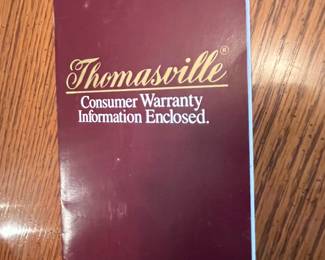 Thomasville®
Consumer Warranty
Information Enclosed.